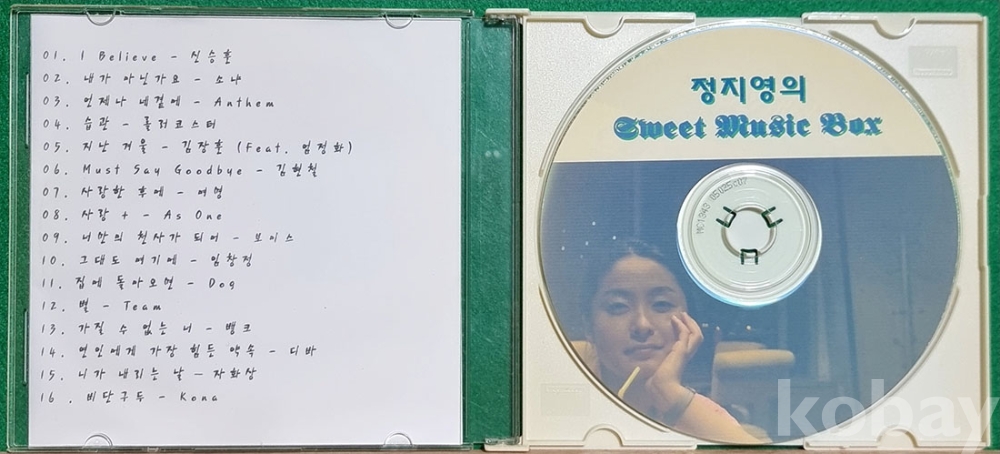 01. I Believe - 신승훈
02. 내가 아닌가요 - 소냐
03. 언제나 네곁에 - Anthem
04. 습관 - 롤러코스터
05. 지난 겨울 - 김장훈 (Feat. 임정화)
06. Must Say Goodbye - 김현철
07. 사랑한 후에 - 여명
08. 사랑 + - As One
09. 너만의 천사가 되어 - 보이스
10. 그대도 여기에 - 임창정
11. 집에 돌아오면 - Dog
12. 별 - Team
13. 가질 수 없는 너 - 뱅크
14. 연인에게 가장 힘든 약속 - 디바
15. 니가 내리는 날 - 자화상
16. 비단구두 - Kona
정지영의
Sweet Music Box
kobay